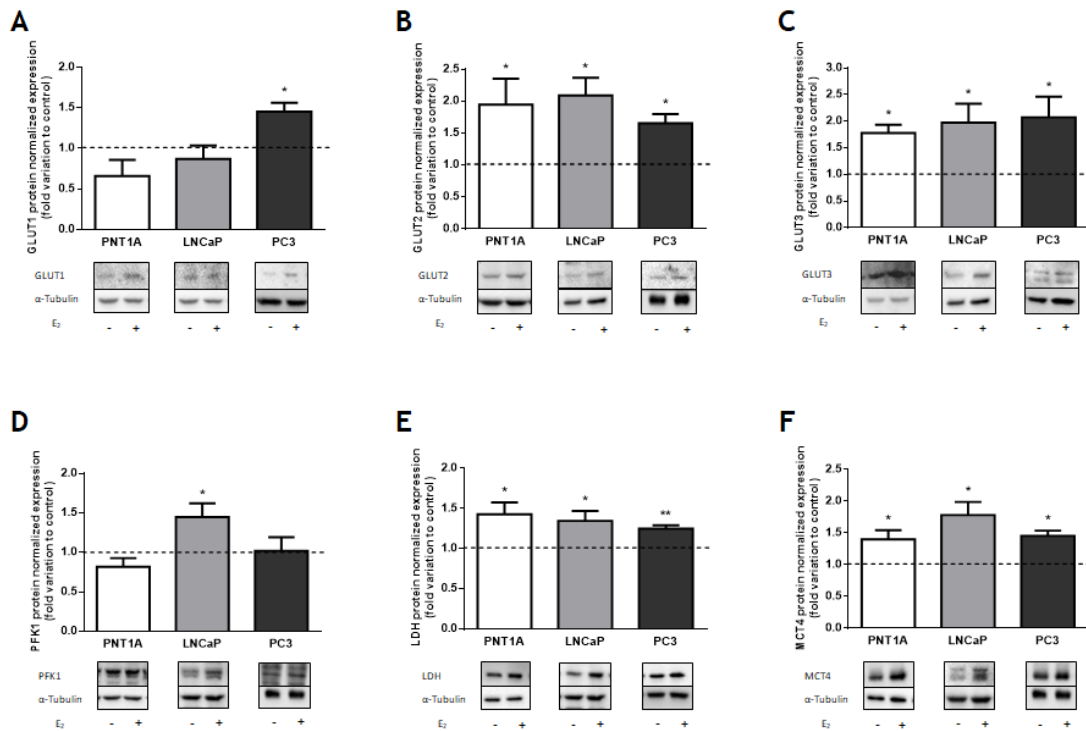 A
GLUT1 protein normalized expression
(fold variation to control)
2.0
1.5
1.0
0.5
0.0
*
PNT1A LNCaP PC3
GLUT1
α-Tubulin
E₂ - + - + - +
B
GLUT2 protein normalized expression
(fold variation to control)
2.5
2.0
1.5
1.0
0.5
0.0
* * *
PNT1A LNCaP PC3
GLUT2
α-Tubulin
E₂ - + - + - +
C
GLUT3 protein normalized expression
(fold variation to control)
3.0
2.5
2.0
1.5
1.0
0.5
0.0
* * *
PNT1A LNCaP PC3
GLUT3
α-Tubulin
E₂ - + - + - +
D
PFK1 protein normalized expression
(fold variation to control)
2.0
1.5
1.0
0.5
0.0
*
PNT1A LNCaP PC3
PFK1
α-Tubulin
E₂ - + - + - +
E
LDH protein normalized expression
(fold variation to control)
2.0
1.5
1.0
0.5
0.0
* * **
PNT1A LNCaP PC3
LDH
α-Tubulin
E₂ - + - + - +
F
MCT4 protein normalized expression
(fold variation to control)
2.5
2.0
1.5
1.0
0.5
0.0
* * *
PNT1A LNCaP PC3
MCT4
α-Tubulin
E₂ - + - + - +